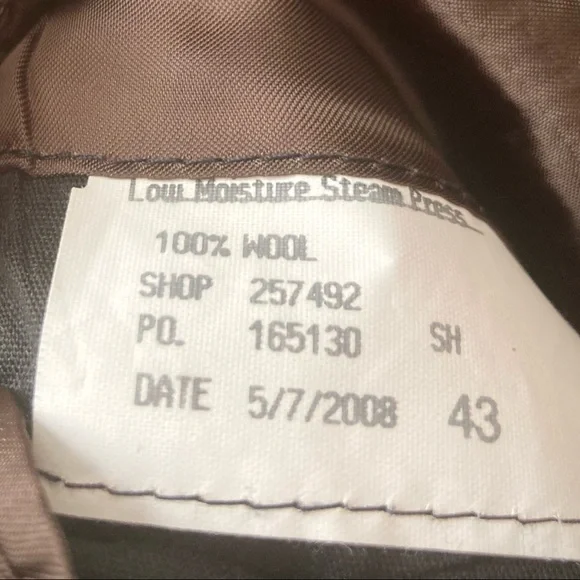 Low Moisture Steam Press
100% WOOL
SHOP 257492
PO. 165130 SH
DATE 5/7/2008 43